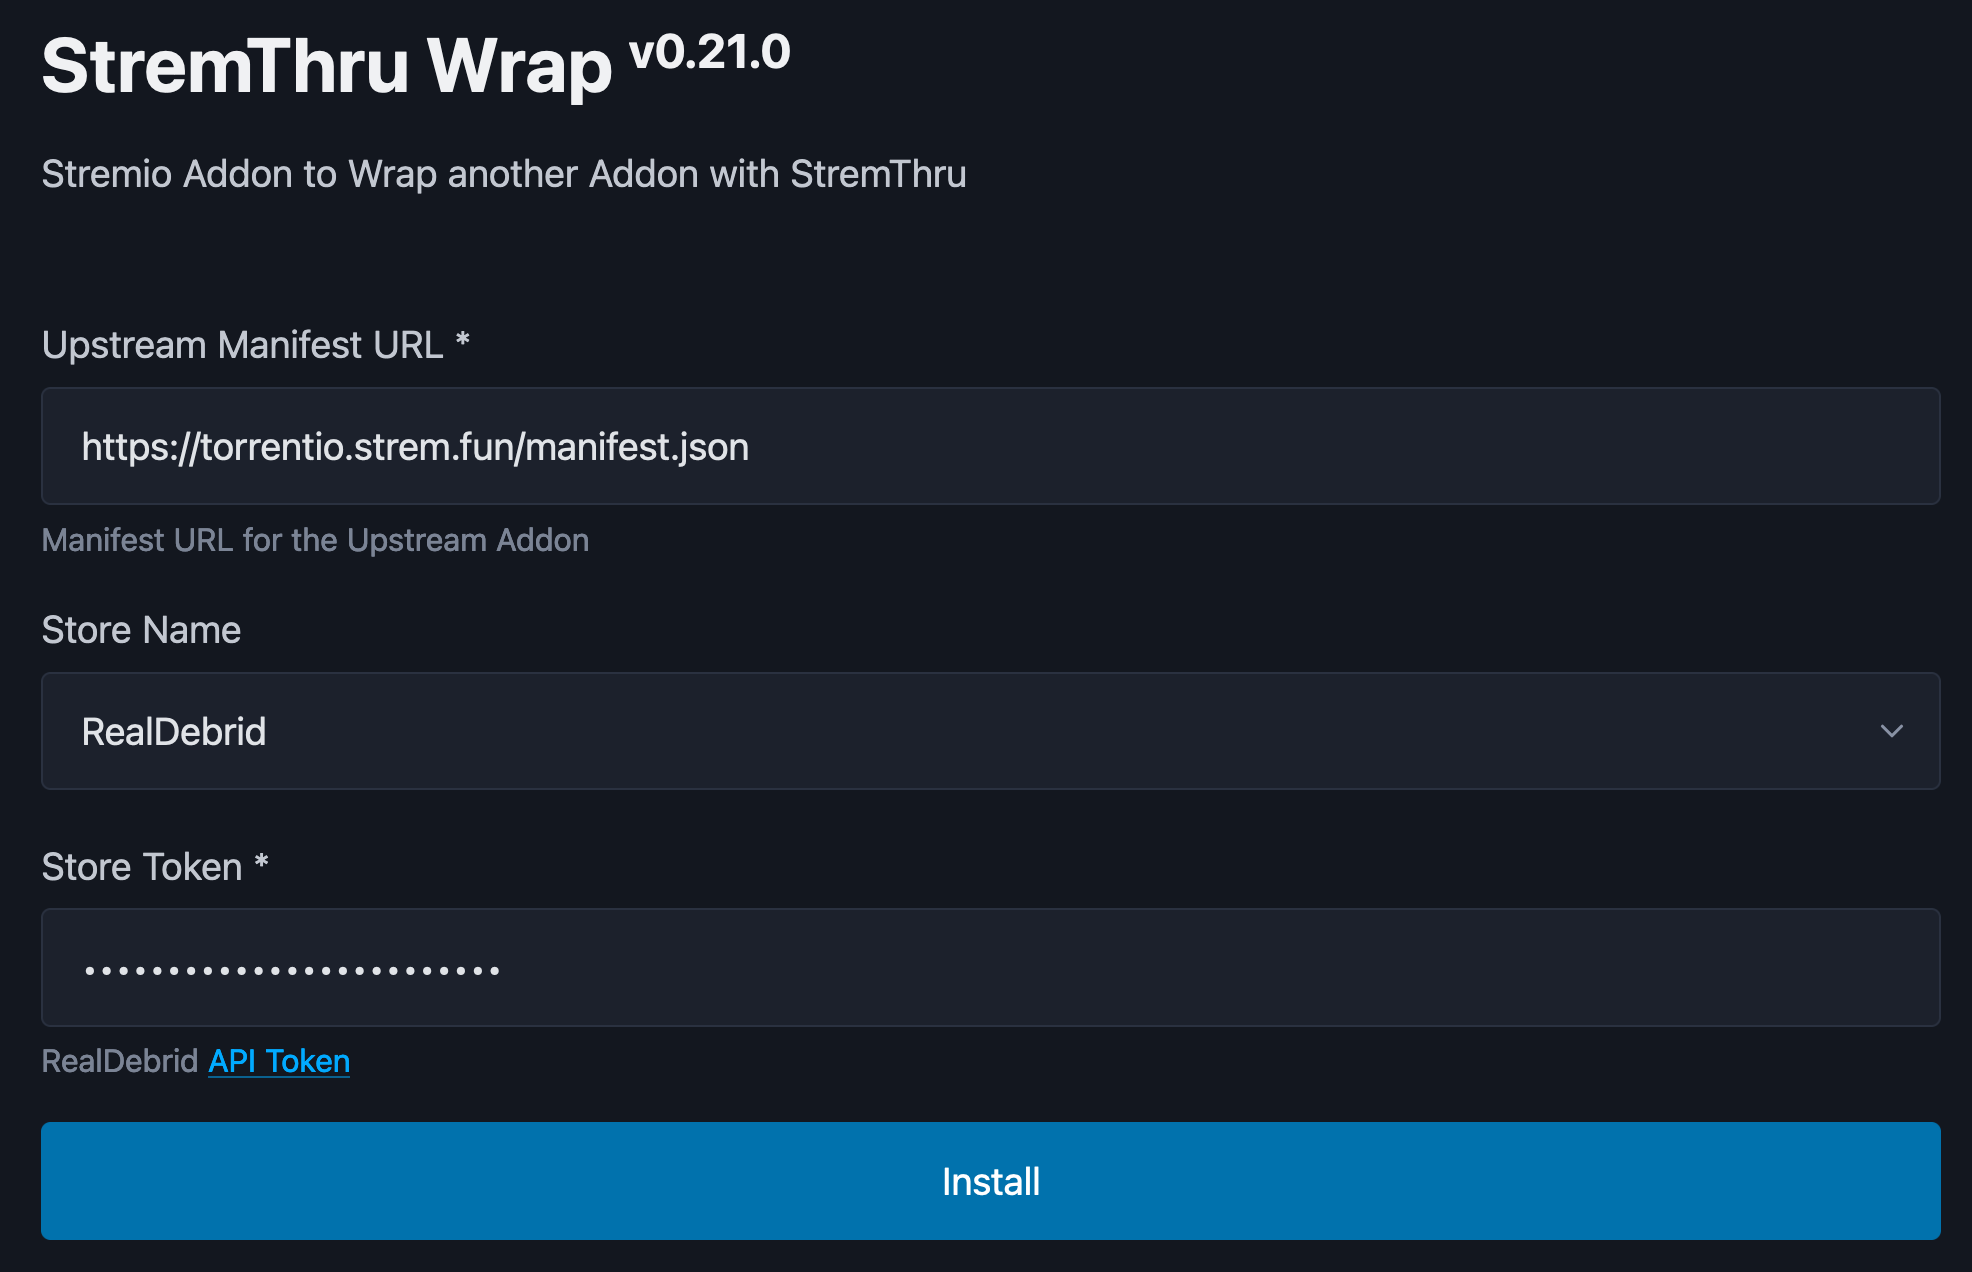 StremThru Wrap v0.21.0
Stremio Addon to Wrap another Addon with StremThru
Upstream Manifest URL *
https://torrentio.strem.fun/manifest.json
Manifest URL for the Upstream Addon
Store Name
RealDebrid
Store Token *
•••••••••••••••••••••••••
RealDebrid API Token
Install